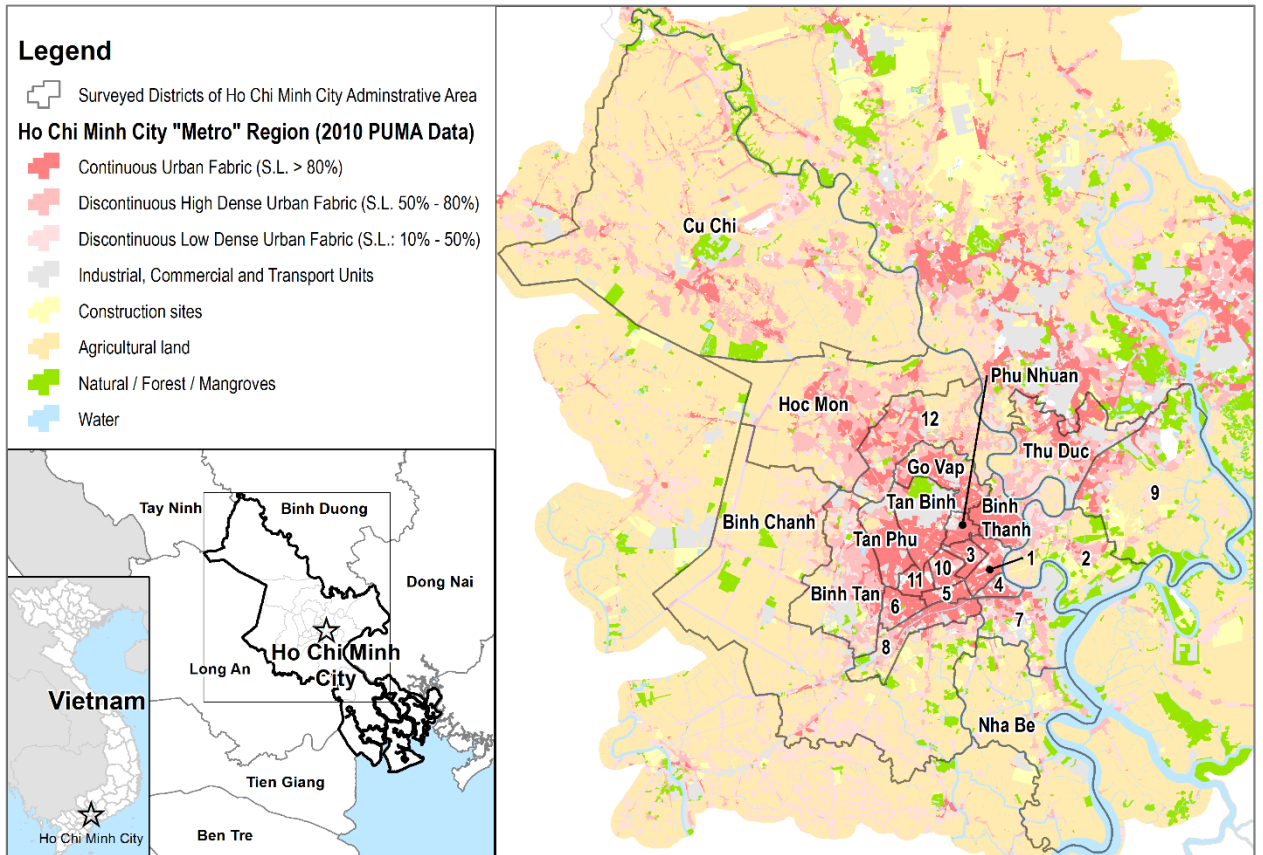 Legend
Surveyed Districts of Ho Chi Minh City Adminstrative Area
Ho Chi Minh City "Metro" Region (2010 PUMA Data)
Continuous Urban Fabric (S.L. > 80%)
Discontinuous High Dense Urban Fabric (S.L. 50% - 80%)
Discontinuous Low Dense Urban Fabric (S.L.: 10% - 50%)
Industrial, Commercial and Transport Units
Construction sites
Agricultural land
Natural / Forest / Mangroves
Water
Tay Ninh
Binh Duong
Dong Nai
Ho Chi Minh
City
Long An
Tien Giang
Ben Tre
Vietnam
Ho Chi Minh City
Cu Chi
Phu Nhuan
Hoc Mon
12
Thu Duc
Go Vap
9
Tan Binh
Binh
Thanh
Binh Chanh
Tan Phu
3
1
2
10
11
4
Binh Tan
5
6
7
8
Nha Be